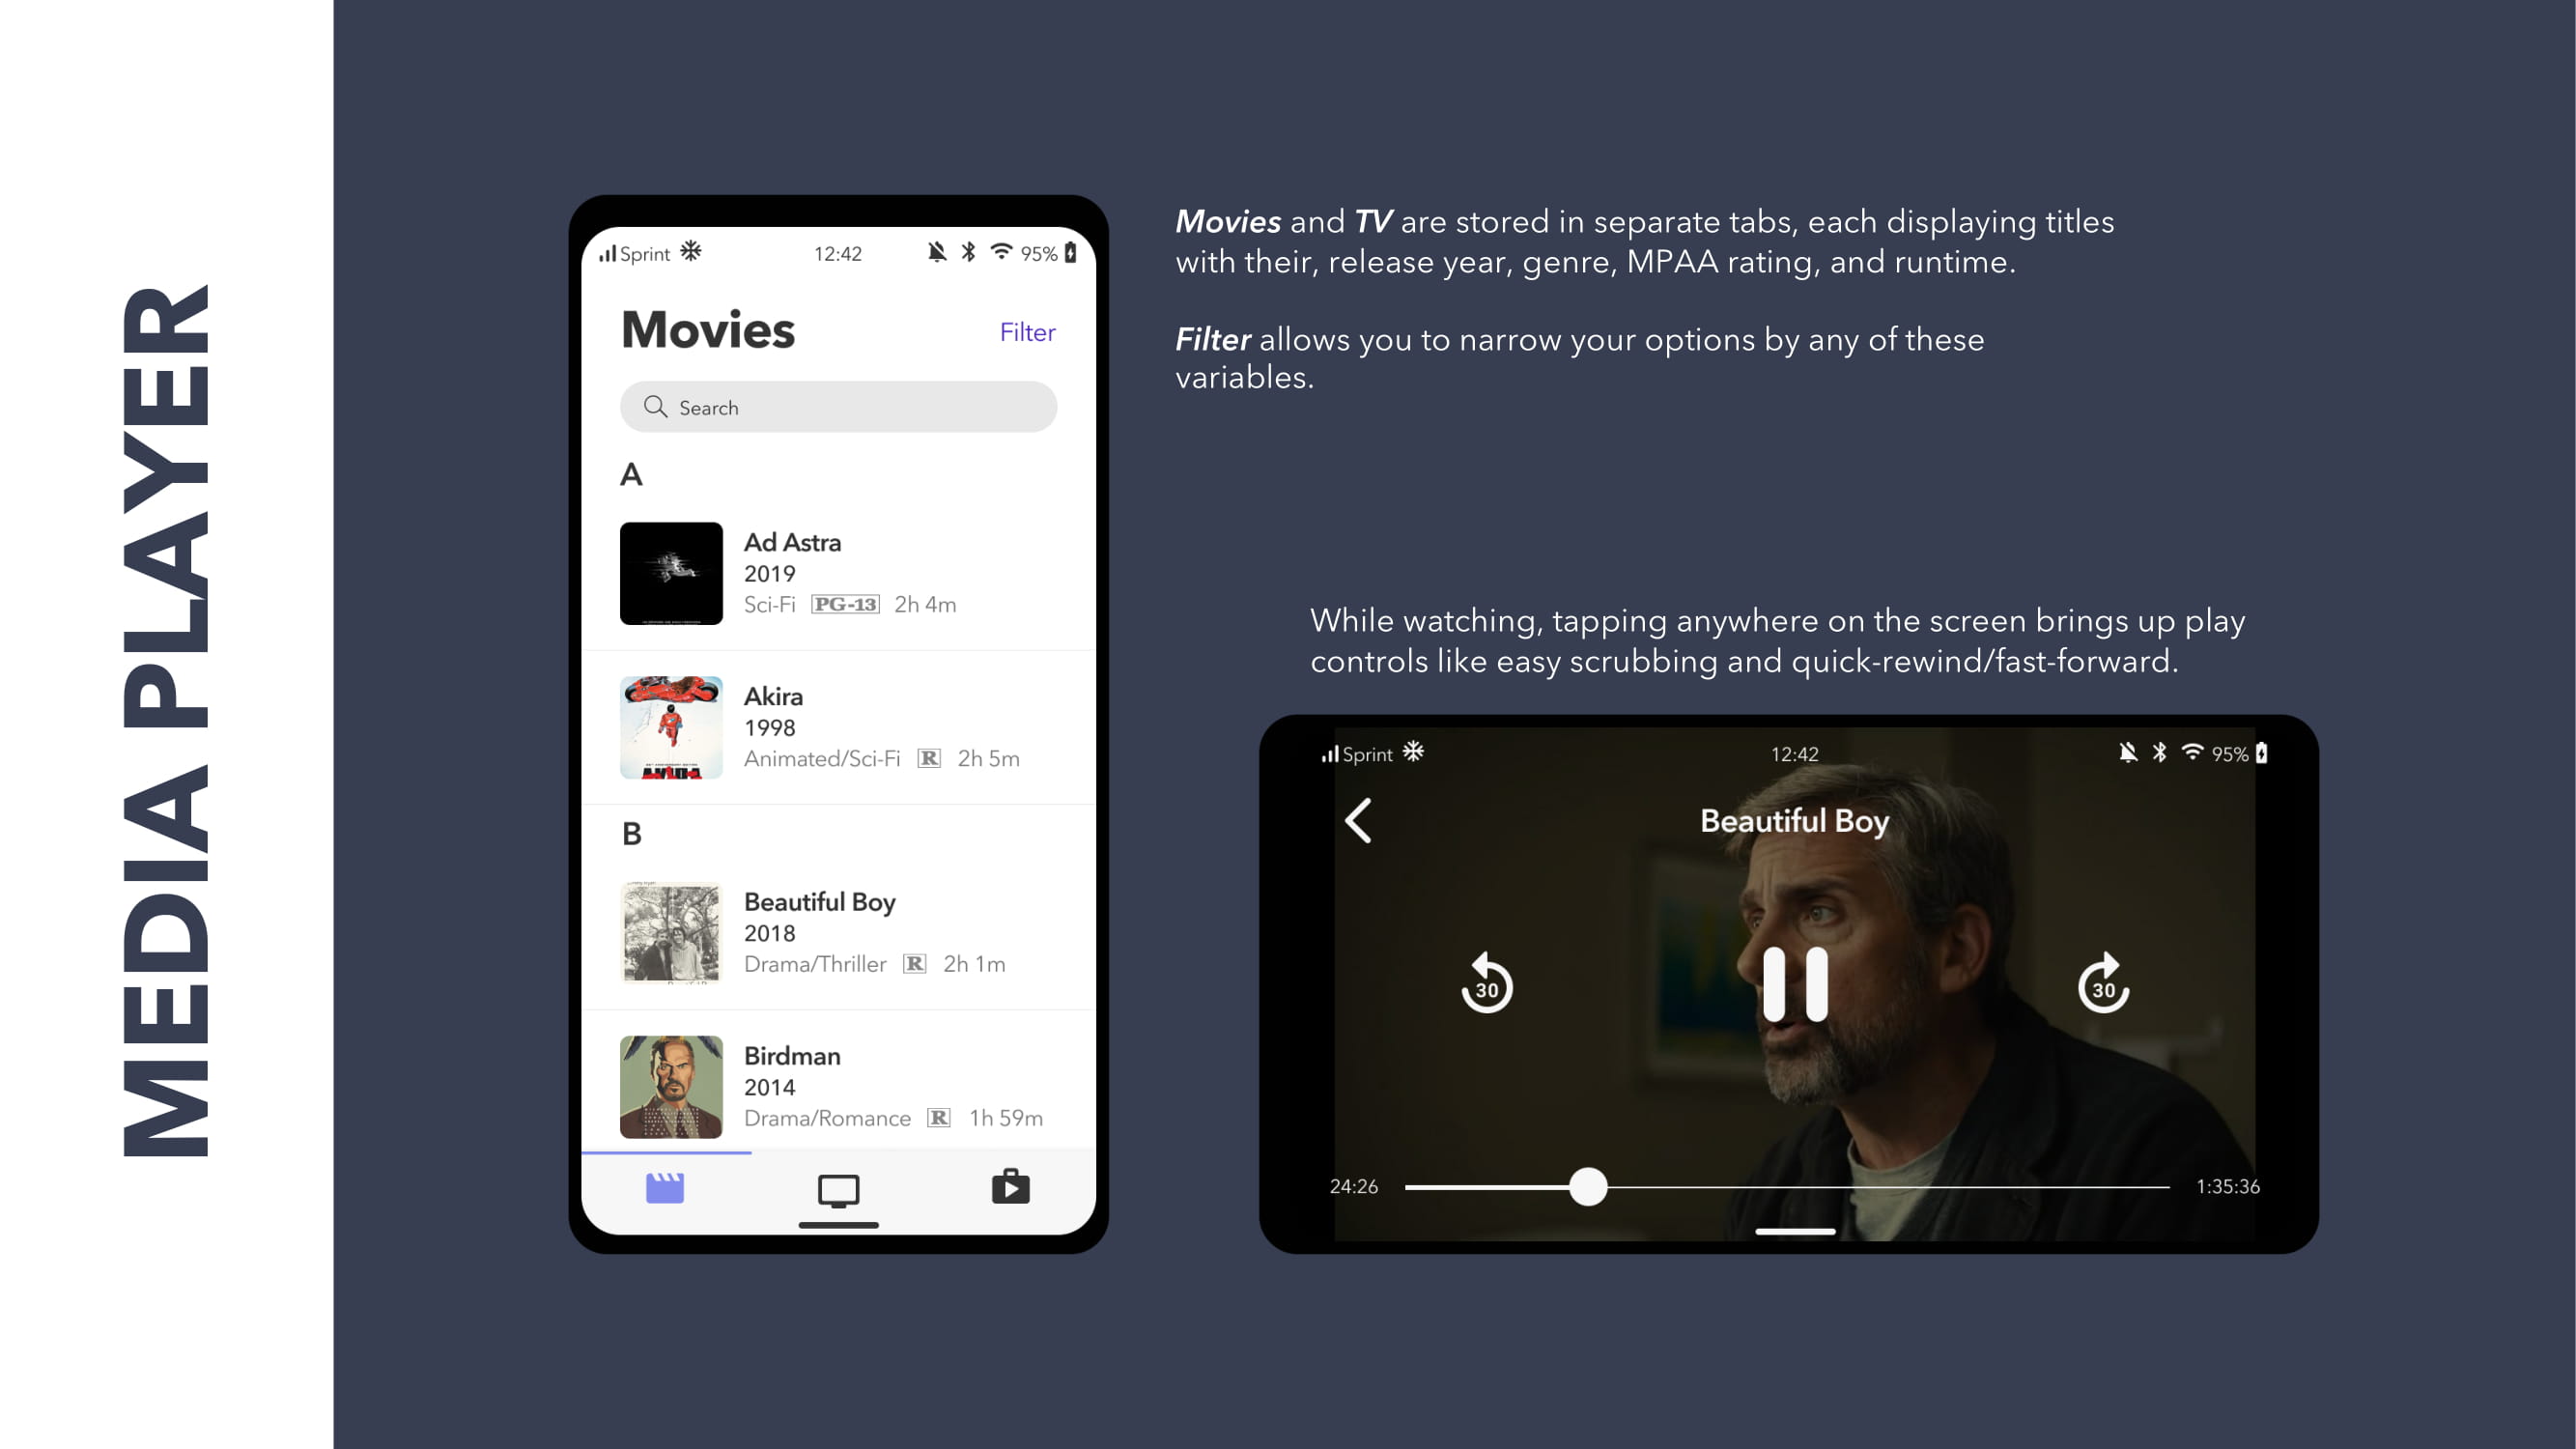 MEDIA PLAYER
Sprint 12:42 95%
Movies Filter
Search
A
Ad Astra
2019
Sci-Fi PG-13 2h 4m
Akira
1998
Animated/Sci-Fi R 2h 5m
B
Beautiful Boy
2018
Drama/Thriller R 2h 1m
Birdman
2014
Drama/Romance R 1h 59m
Movies and TV are stored in separate tabs, each displaying titles
with their, release year, genre, MPAA rating, and runtime.
Filter allows you to narrow your options by any of these
variables.
While watching, tapping anywhere on the screen brings up play
controls like easy scrubbing and quick-rewind/fast-forward.
Sprint 12:42 95%
Beautiful Boy
30 30
24:26 1:35:36